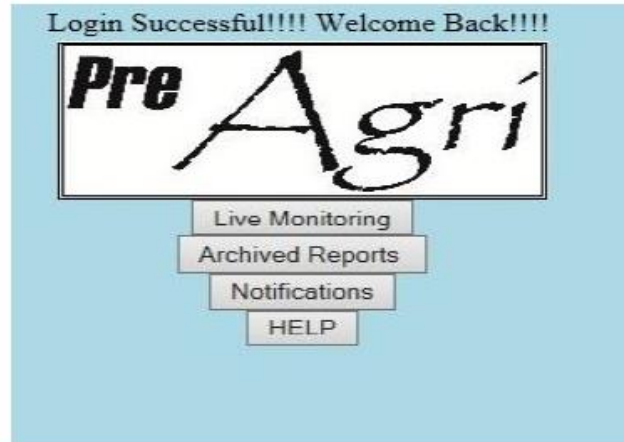 Login Successful!!!! Welcome Back!!!!
Pre Agri
Live Monitoring
Archived Reports
Notifications
HELP